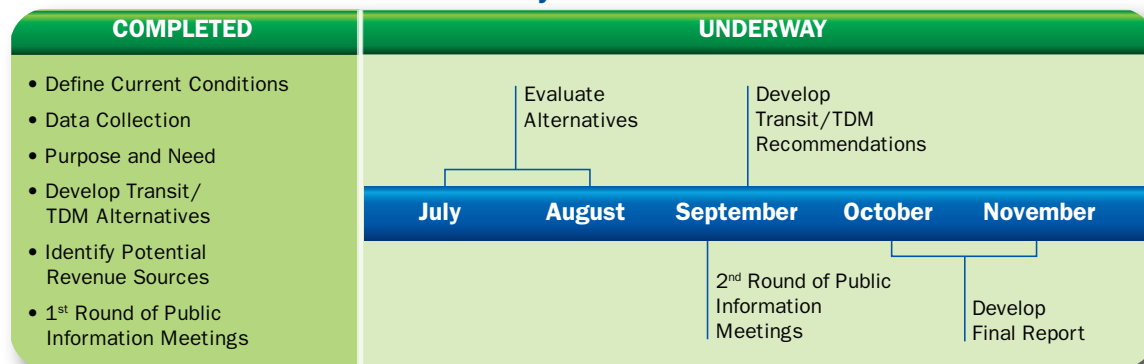 COMPLETED
• Define Current Conditions
• Data Collection
• Purpose and Need
• Develop Transit/
TDM Alternatives
• Identify Potential
Revenue Sources
• 1st Round of Public
Information Meetings
UNDERWAY
Evaluate
Alternatives
Develop
Transit/TDM
Recommendations
July August September October November
2nd Round of Public
Information
Meetings
Develop
Final Report